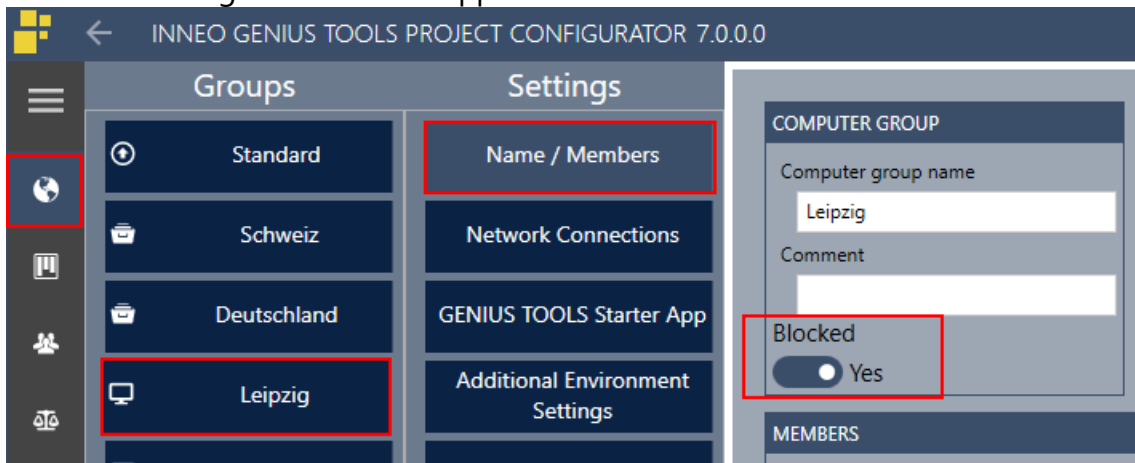 INNEO GENIUS TOOLS PROJECT CONFIGURATOR 7.0.0.0
Groups
Settings
Standard
Schweiz
Deutschland
Leipzig
Name / Members
Network Connections
GENIUS TOOLS Starter App
Additional Environment
Settings
COMPUTER GROUP
Computer group name
Leipzig
Comment
Blocked
Yes
MEMBERS